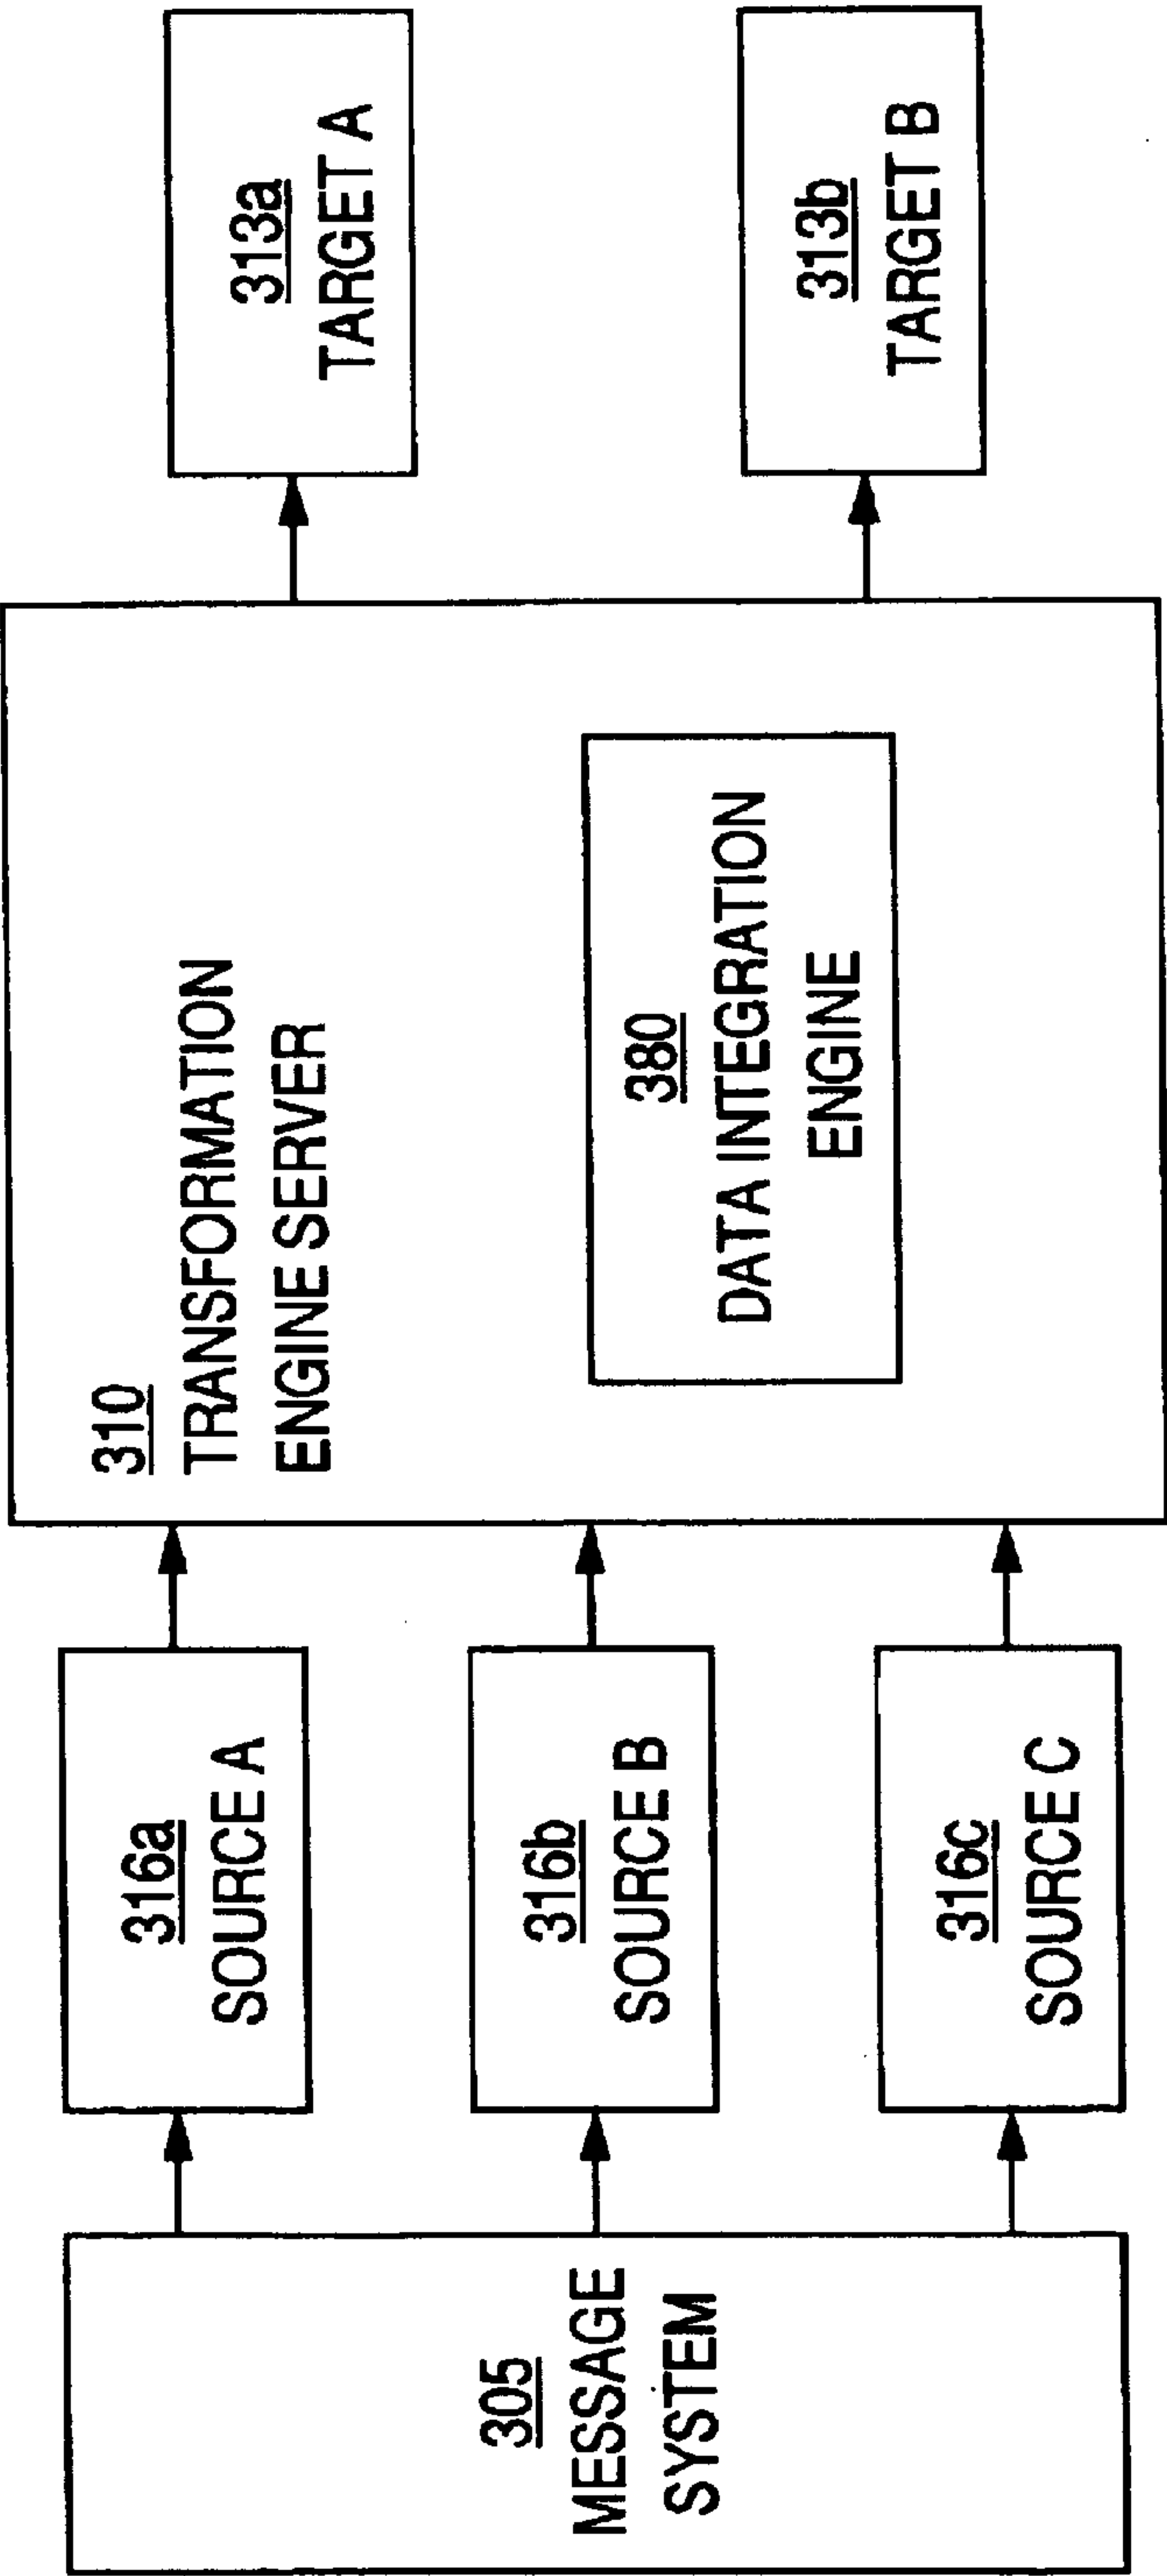 305
MESSAGE
SYSTEM
316a
SOURCE A
316b
SOURCE B
316c
SOURCE C
310
TRANSFORMATION
ENGINE SERVER
380
DATA INTEGRATION
ENGINE
313a
TARGET A
313b
TARGET B